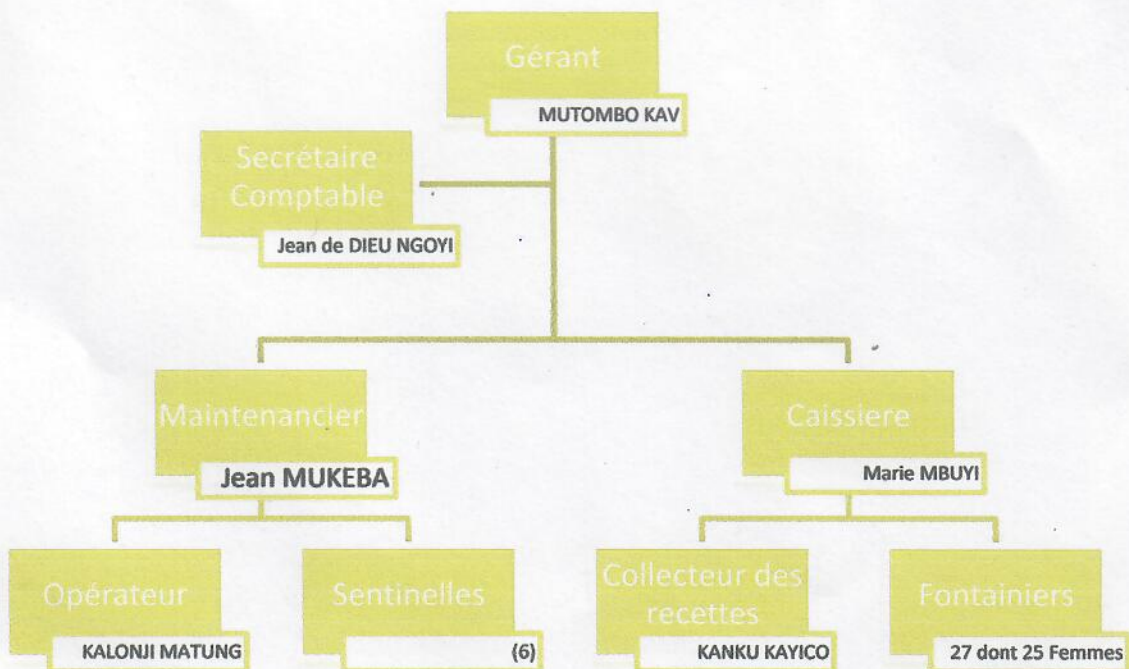 Gérant
MUTOMBO KAV
Secrétaire
Comptable
Jean de DIEU NGOYI
Maintenancier
Jean MUKEBA
Caissiere
Marie MBUYI
Opérateur
KALONJI MATUNG
Sentinelles
(6)
Collecteur des
recettes
KANKU KAYICO
Fontainiers
27 dont 25 Femmes